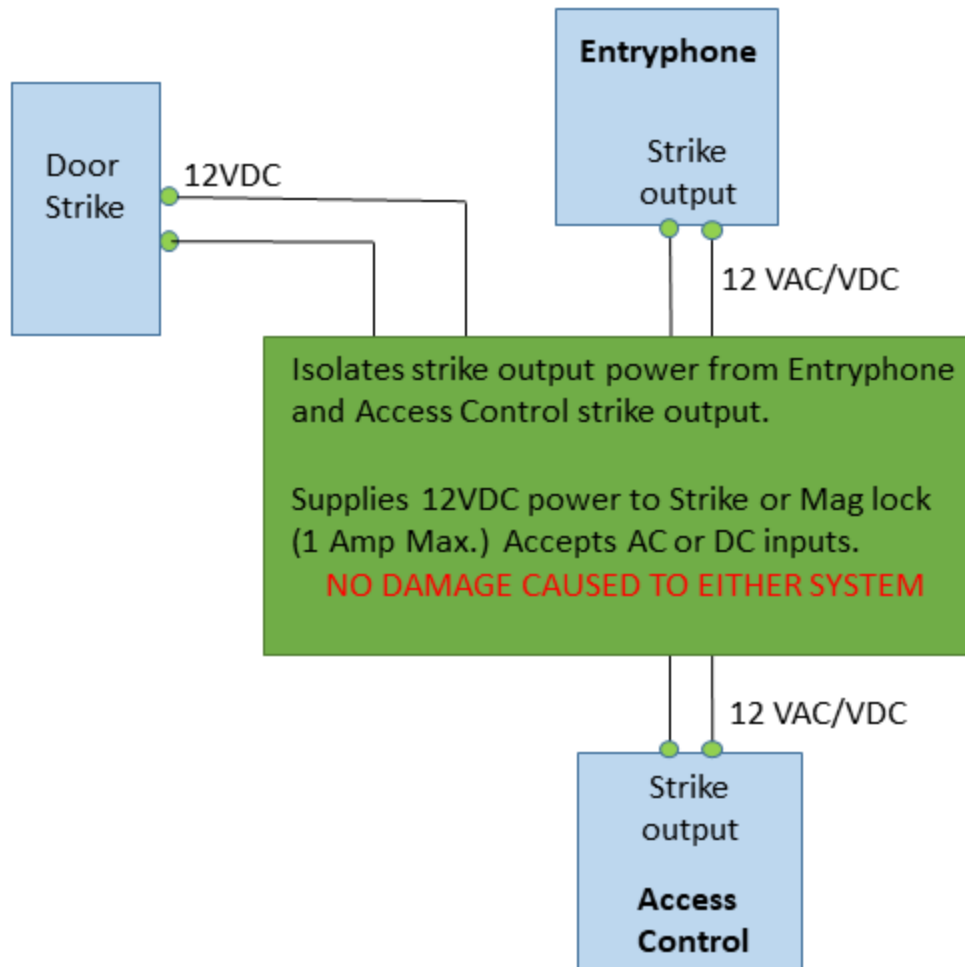 Entryphone
Strike
output
Door
Strike
12VDC
12 VAC/VDC
Isolates strike output power from Entryphone
and Access Control strike output.
Supplies 12VDC power to Strike or Mag lock
(1 Amp Max.) Accepts AC or DC inputs.
NO DAMAGE CAUSED TO EITHER SYSTEM
12 VAC/VDC
Strike
output
Access
Control